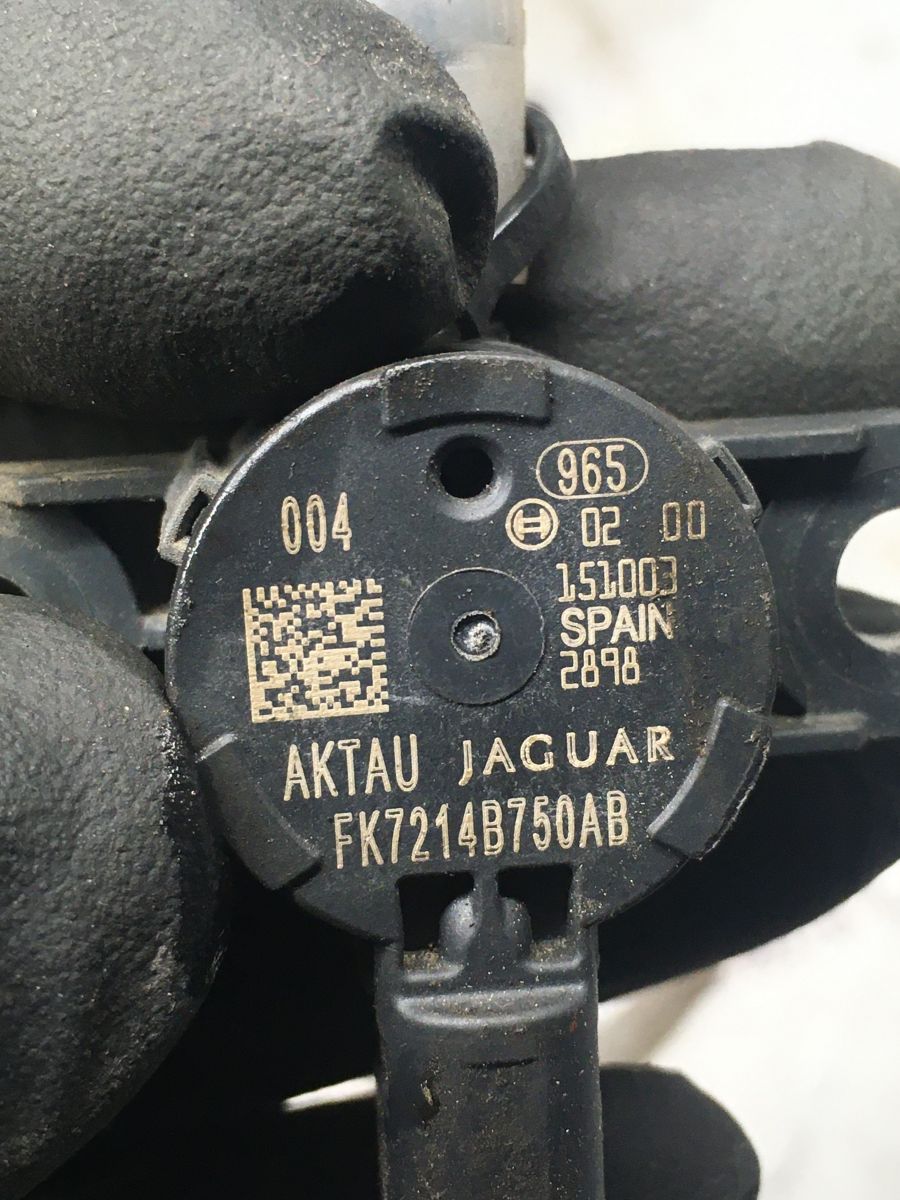 965
004
02 00
151003
SPAIN
2898
AKTAU JAGUAR
FK7214B750AB